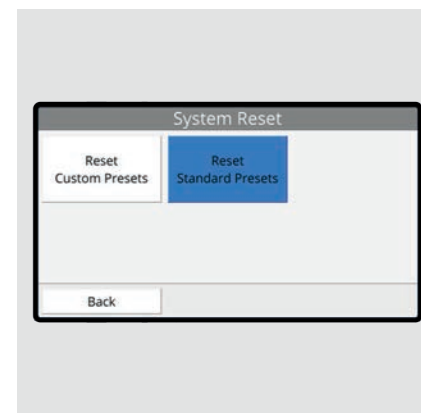 System Reset
Reset
Custom Presets
Reset
Standard Presets
Back